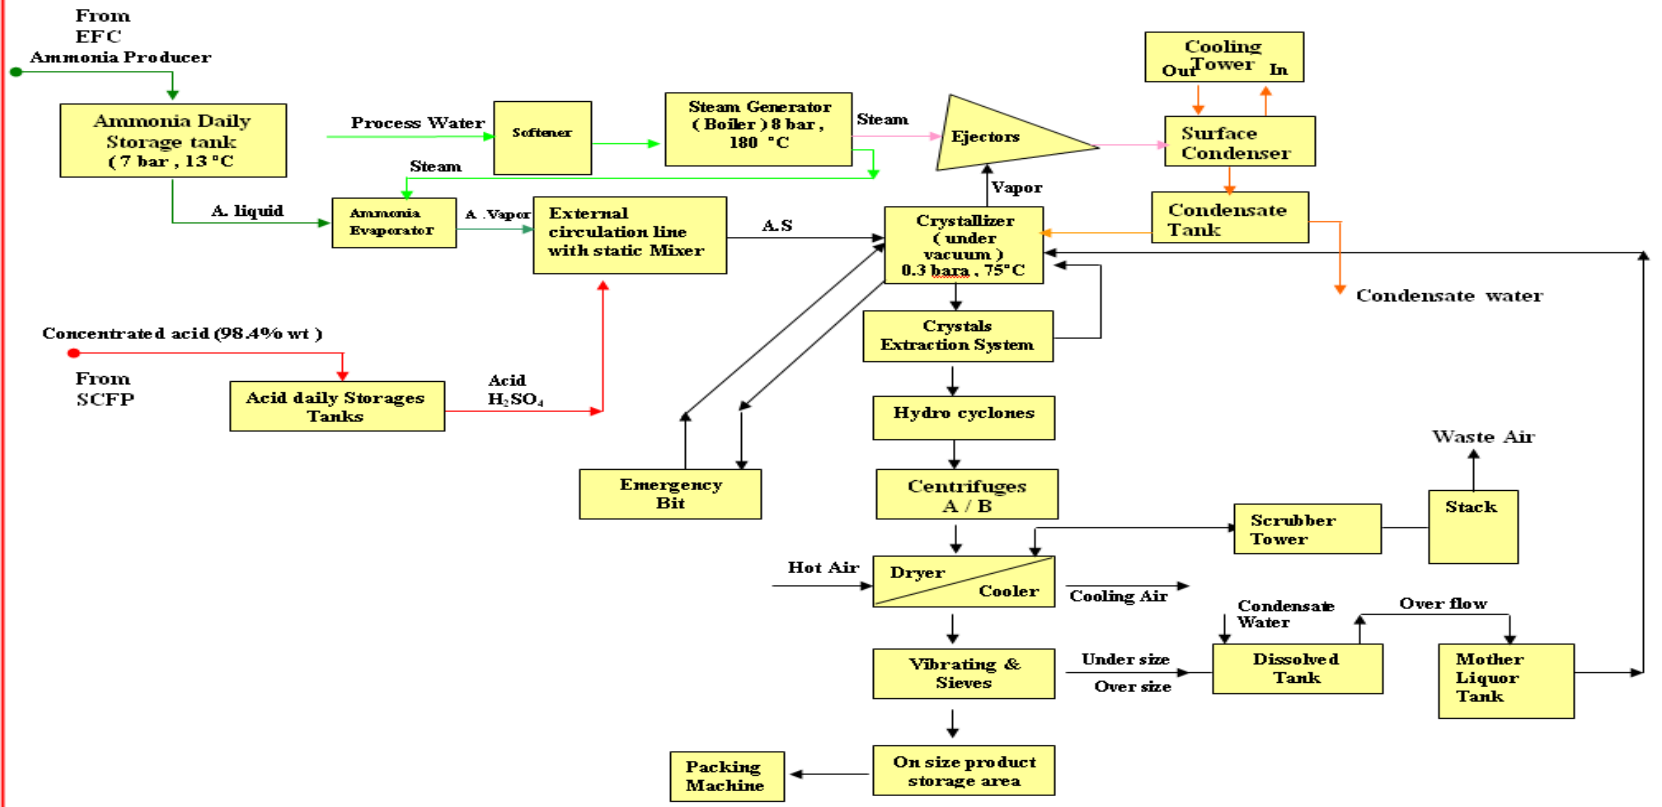 From
EFC
Ammonia Producer
Ammonia Daily
Storage tank
( 7 bar , 13 °C
A. liquid
Process Water
Softener
Steam Generator
( Boiler ) 8 bar ,
180 °C
Steam
Steam
Ejectors
Cooling
Tower
Out
In
Surface
Condenser
Ammonia
Evaporator
A .Vapor
External
circulation line
with static Mixer
A.S
Vapor
Crystallizer
( under
vacuum )
0.3 bara , 75°C
Condensate
Tank
Condensate water
Concentrated acid (98.4% wt )
From
SCFP
Acid daily Storages
Tanks
Acid
H₂SO₄
Crystals
Extraction System
Hydro cyclones
Emergency
Bit
Centrifuges
A / B
Waste Air
Stack
Scrubber
Tower
Hot Air
Dryer
Cooler
Cooling Air
Condensate
Water
Over flow
Vibrating &
Sieves
Under size
Over size
Dissolved
Tank
Mother
Liquor
Tank
On size product
storage area
Packing
Machine